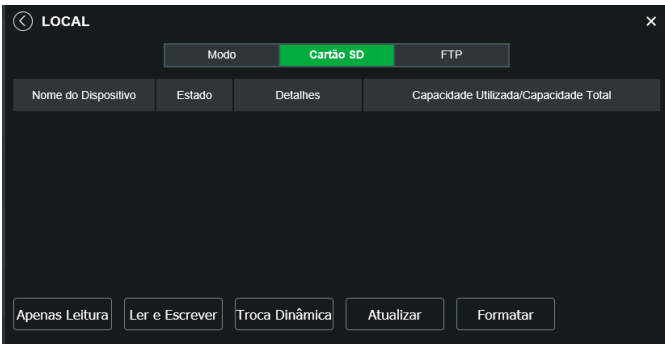 LOCAL
Modo Cartão SD FTP
Nome do Dispositivo Estado Detalhes Capacidade Utilizada/Capacidade Total
Apenas Leitura Ler e Escrever Troca Dinâmica Atualizar Formatar